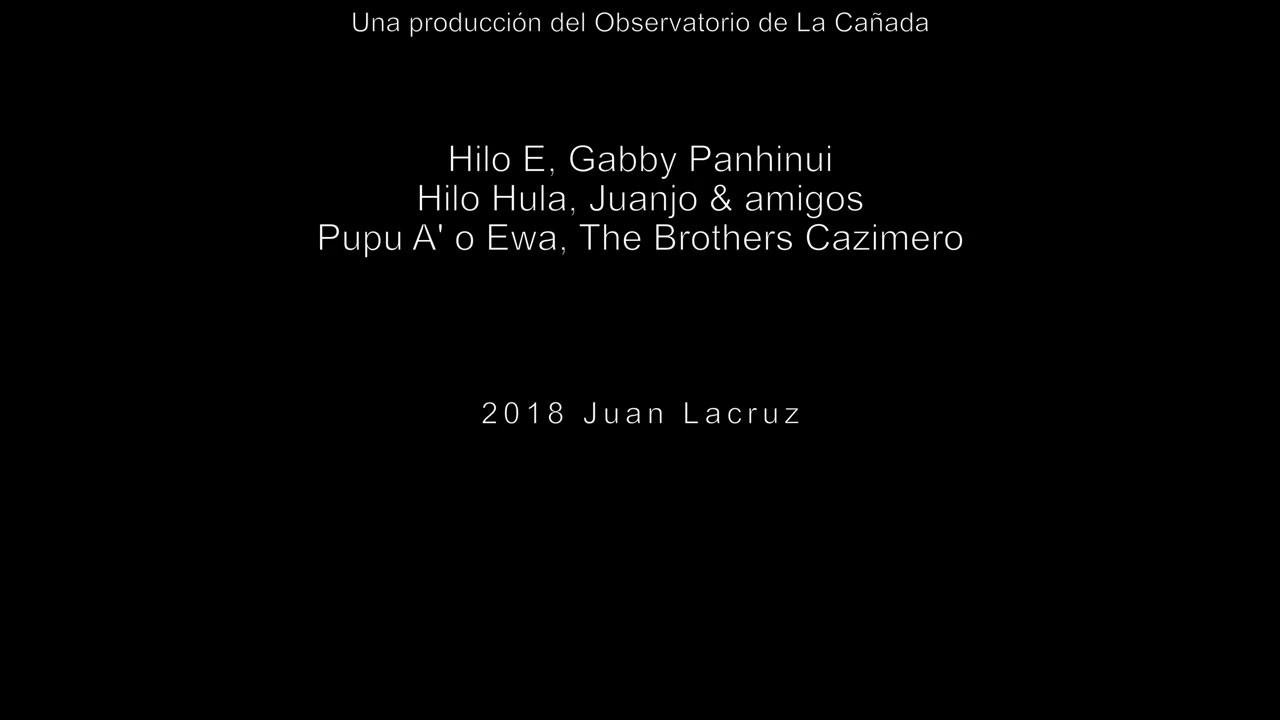 Una producción del Observatorio de La Cañada
Hilo E, Gabby Panhinui
Hilo Hula, Juanjo & amigos
Pupu A' o Ewa, The Brothers Cazimero
2018 Juan Lacruz